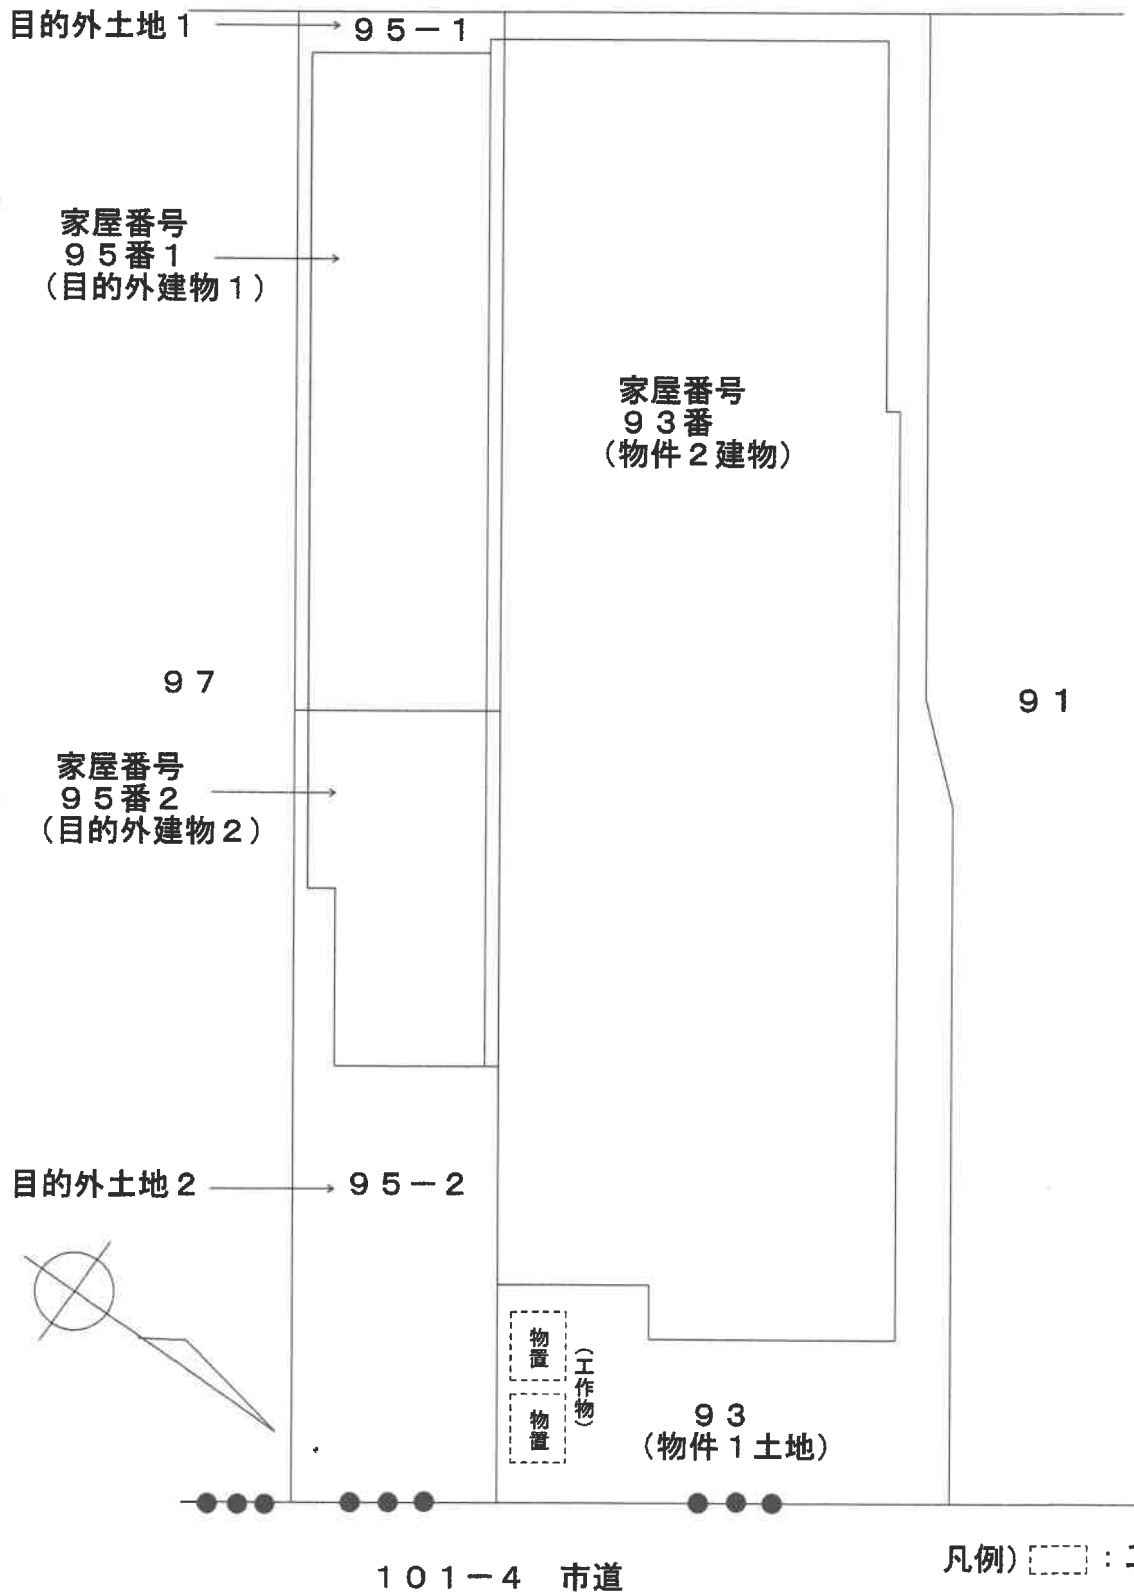 目的外土地1
95-1
家屋番号
95番1
(目的外建物1)
家屋番号
93番
(物件2建物)
97
91
家屋番号
95番2
(目的外建物2)
目的外土地2
95-2
物置
(工作物)
物置
93
(物件1土地)
凡例) :
101-4 市道